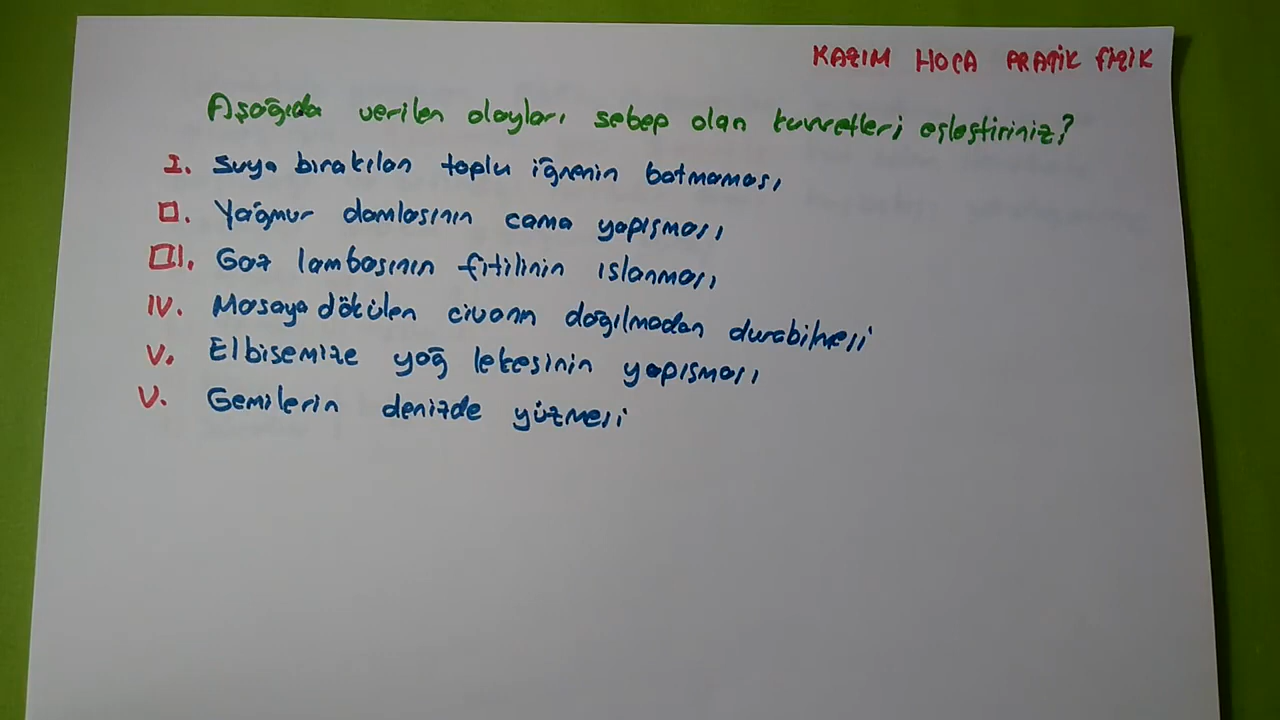 KAZIM HOCA PRATİK FİZİK
Aşağıda verilen olayları sebep olan kuvvetleri eşleştiriniz?
I. Suya bırakılan toplu iğnenin batmaması
II. Yağmur damlasının cama yapışması
III. Gaz lambasının fitilinin ıslanması
IV. Masaya dökülen civanın dağılmadan durabilmesi
V. Elbisemize yağ lekesinin yapışması
V. Gemilerin denizde yüzmesi